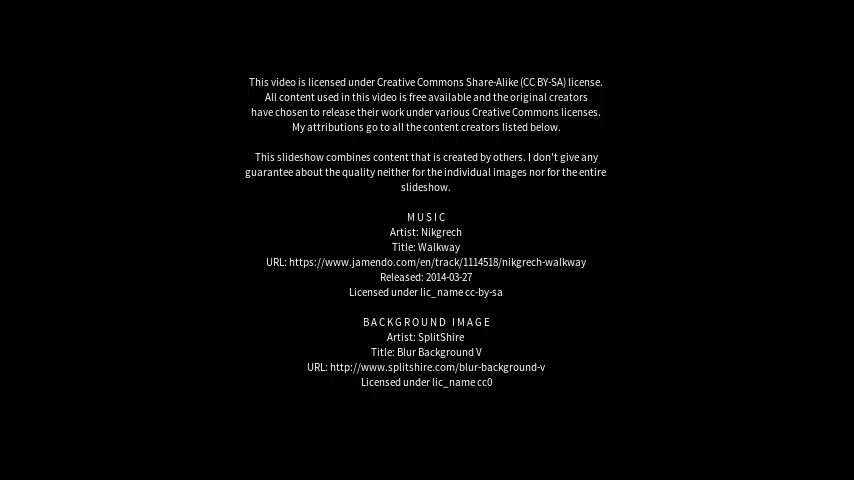 This video is licensed under Creative Commons Share-Alike (CC BY-SA) license.
All content used in this video is free available and the original creators
have chosen to release their work under various Creative Commons licenses.
My attributions go to all the content creators listed below.
This slideshow combines content that is created by others. I don't give any
guarantee about the quality neither for the individual images nor for the entire
slideshow.
MUSIC
Artist: Nikgrech
Title: Walkway
URL: https://www.jamendo.com/en/track/1114518/nikgrech-walkway
Released: 2014-03-27
Licensed under lic_name cc-by-sa
BACKGROUND IMAGE
Artist: SplitShire
Title: Blur Background V
URL: http://www.splitshire.com/blur-background-v
Licensed under lic_name cc0